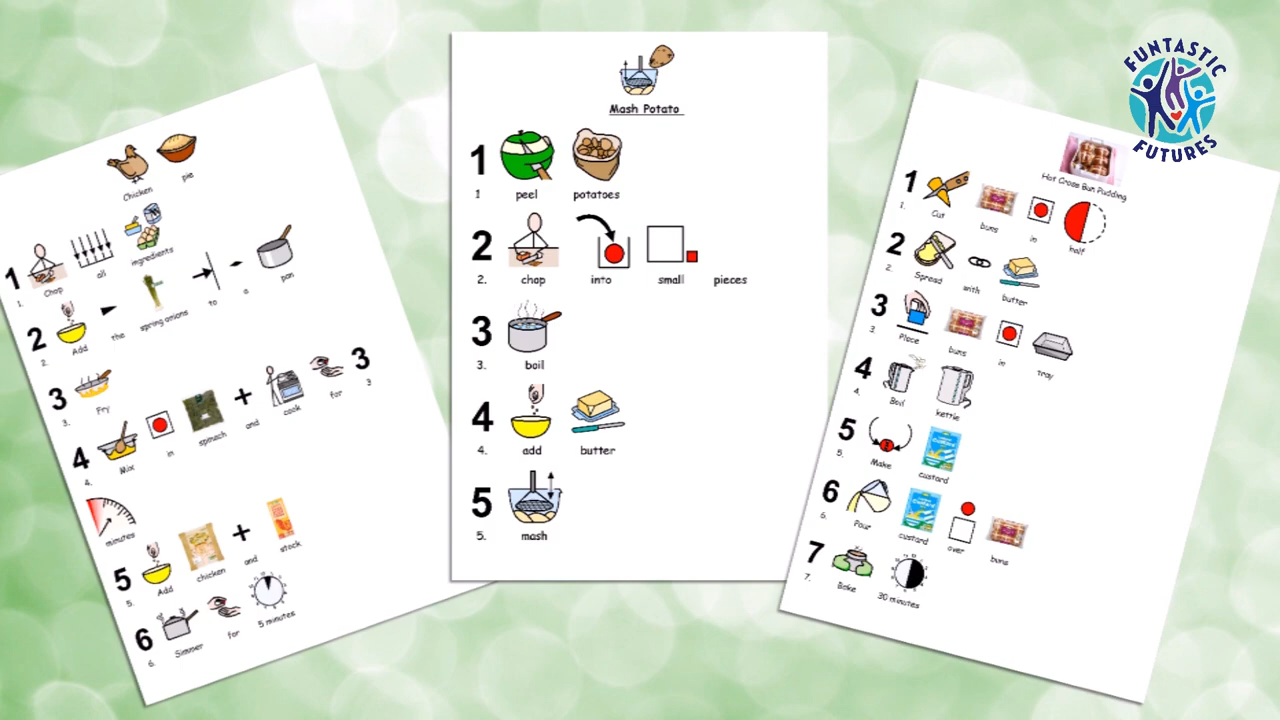 Chicken pie
1 Chop all ingredients
1.
2 Add the spring onions to a pan
2.
3 Fry
3.
4 Mix in spinach and cook for 3
4. 3
minutes
5 Add chicken and stock
5.
6 Simmer for 5 minutes
6.
Mash Potato
1
1 peel potatoes
2
2. chop into small pieces
3
3. boil
4
4. add butter
5
5. mash
FUNTASTIC
FUTURES
Hot Cross Bun Pudding
1
1. Cut buns in half
2
2. Spread with butter
3
3. Place buns in tray
4
4. Boil kettle
5
5. Make custard
6
6. Pour custard over buns
7
7. Bake 30 minutes